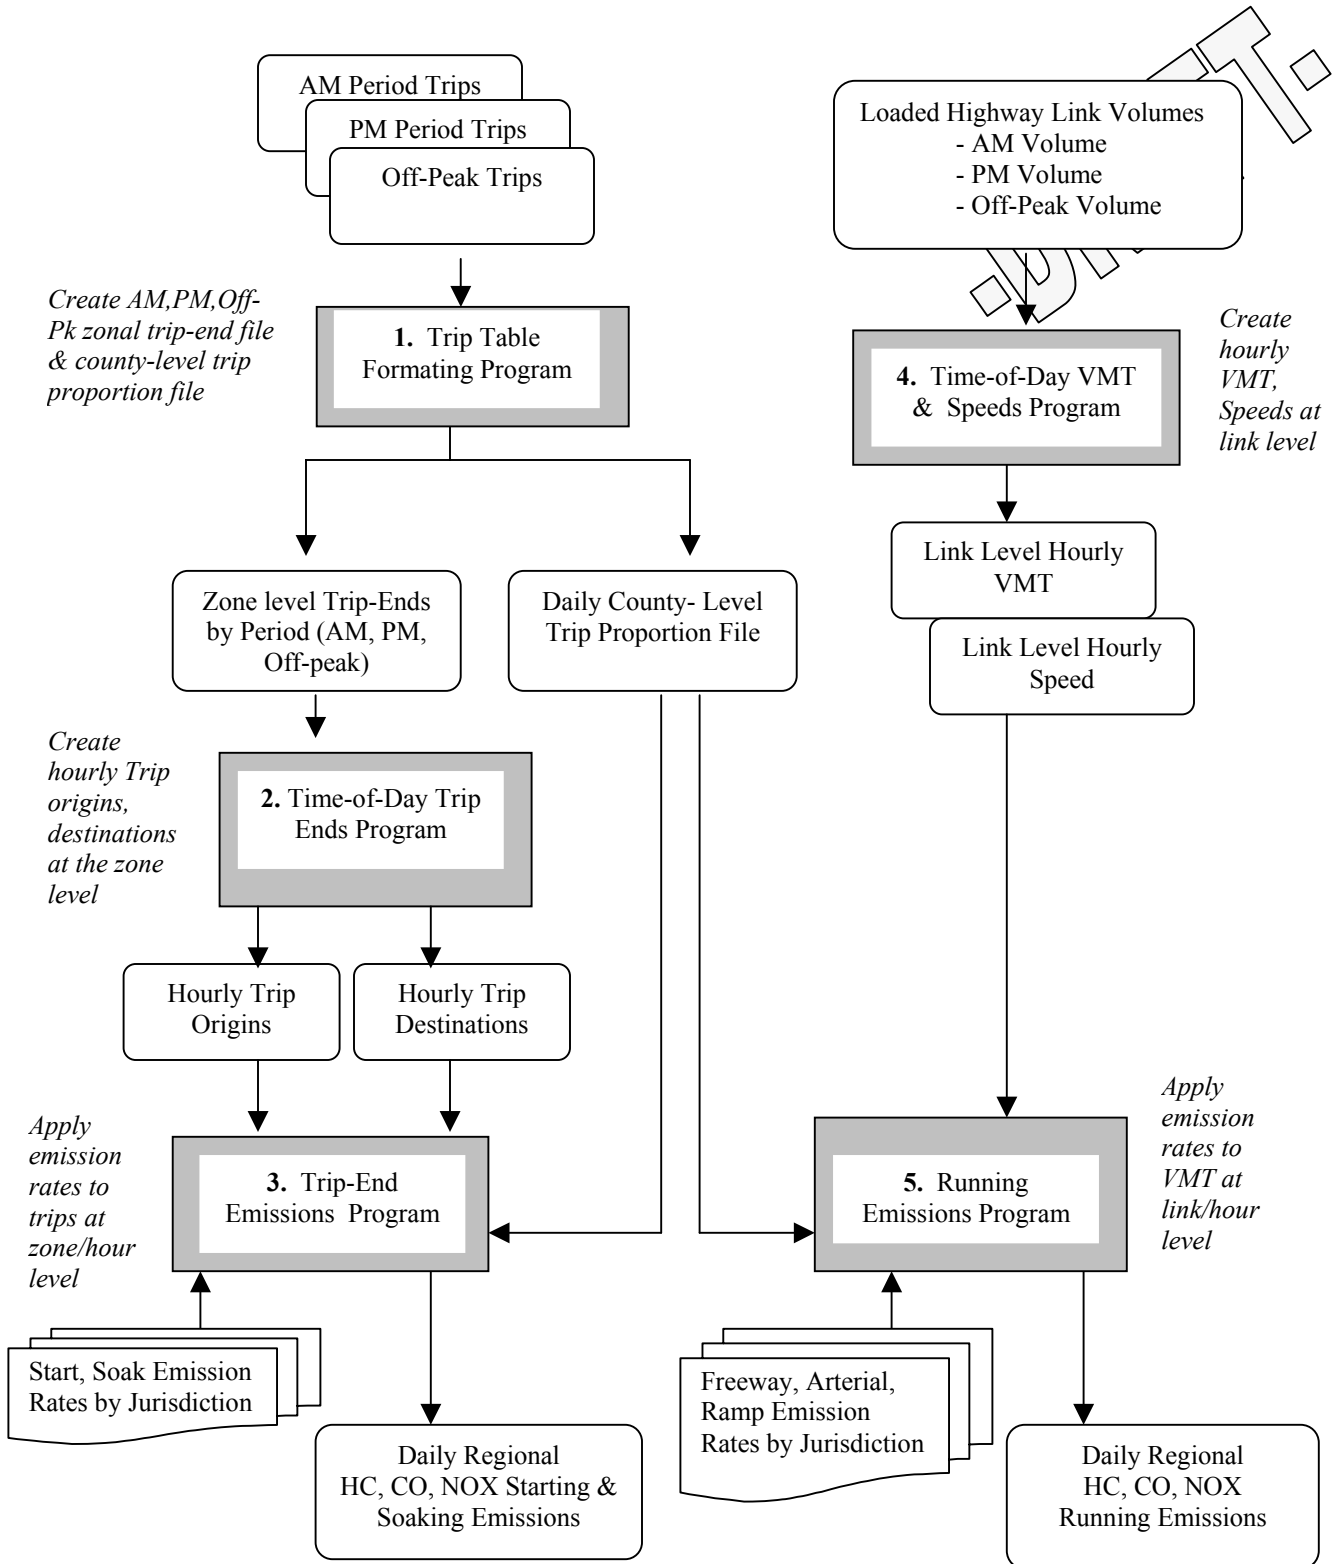 AM Period Trips
PM Period Trips
Off-Peak Trips
Loaded Highway Link Volumes
- AM Volume
- PM Volume
- Off-Peak Volume
Create AM,PM,Off-
Pk zonal trip-end file
& county-level trip
proportion file
1. Trip Table
Formating Program
4. Time-of-Day VMT
& Speeds Program
Create
hourly
VMT,
Speeds at
link level
Zone level Trip-Ends
by Period (AM, PM,
Off-peak)
Daily County- Level
Trip Proportion File
Link Level Hourly
VMT
Link Level Hourly
Speed
Create
hourly Trip
origins,
destinations
at the zone
level
2. Time-of-Day Trip
Ends Program
Hourly Trip
Origins
Hourly Trip
Destinations
Apply
emission
rates to
trips at
zone/hour
level
3. Trip-End
Emissions Program
5. Running
Emissions Program
Apply
emission
rates to
VMT at
link/hour
level
Start, Soak Emission
Rates by Jurisdiction
Freeway, Arterial,
Ramp Emission
Rates by Jurisdiction
Daily Regional
HC, CO, NOX Starting &
Soaking Emissions
Daily Regional
HC, CO, NOX
Running Emissions